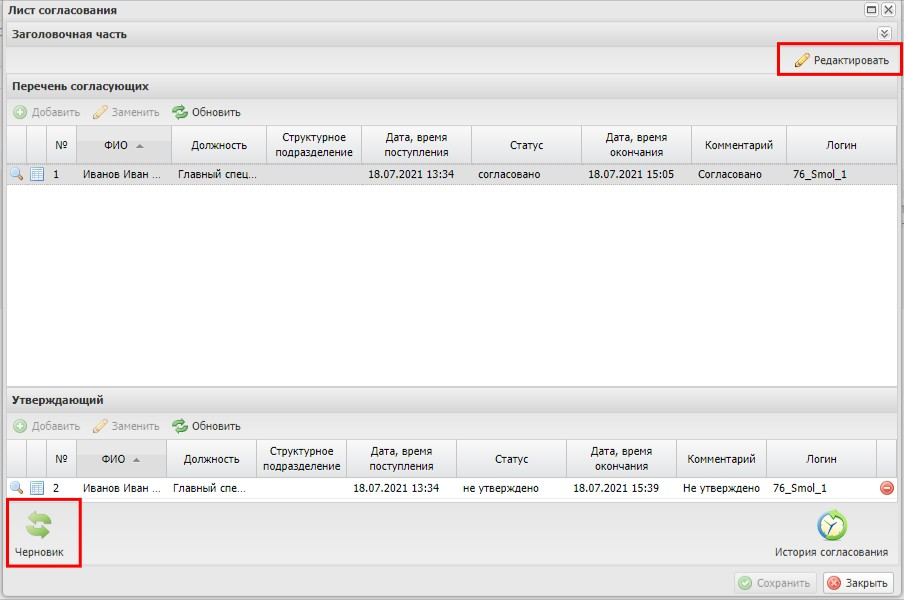 Лист согласования
Заголовочная часть
Редактировать
Перечень согласующих
Добавить Заменить Обновить
№ ФИО Должность Структурное подразделение Дата, время поступления Статус Дата, время окончания Комментарий Логин
1 Иванов Иван ... Главный спец... 18.07.2021 13:34 согласовано 18.07.2021 15:05 Согласовано 76_Smol_1
Утверждающий
Добавить Заменить Обновить
№ ФИО Должность Структурное подразделение Дата, время поступления Статус Дата, время окончания Комментарий Логин
2 Иванов Иван ... Главный спе... 18.07.2021 13:34 не утверждено 18.07.2021 15:39 Не утверждено 76_Smol_1
Черновик
История согласования
Сохранить Закрыть